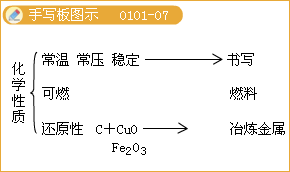 手写板图示 0101-07
化学性质
常温 常压 稳定 → 书写
可燃 燃料
还原性 C+CuO → 冶炼金属
Fe₂O₃